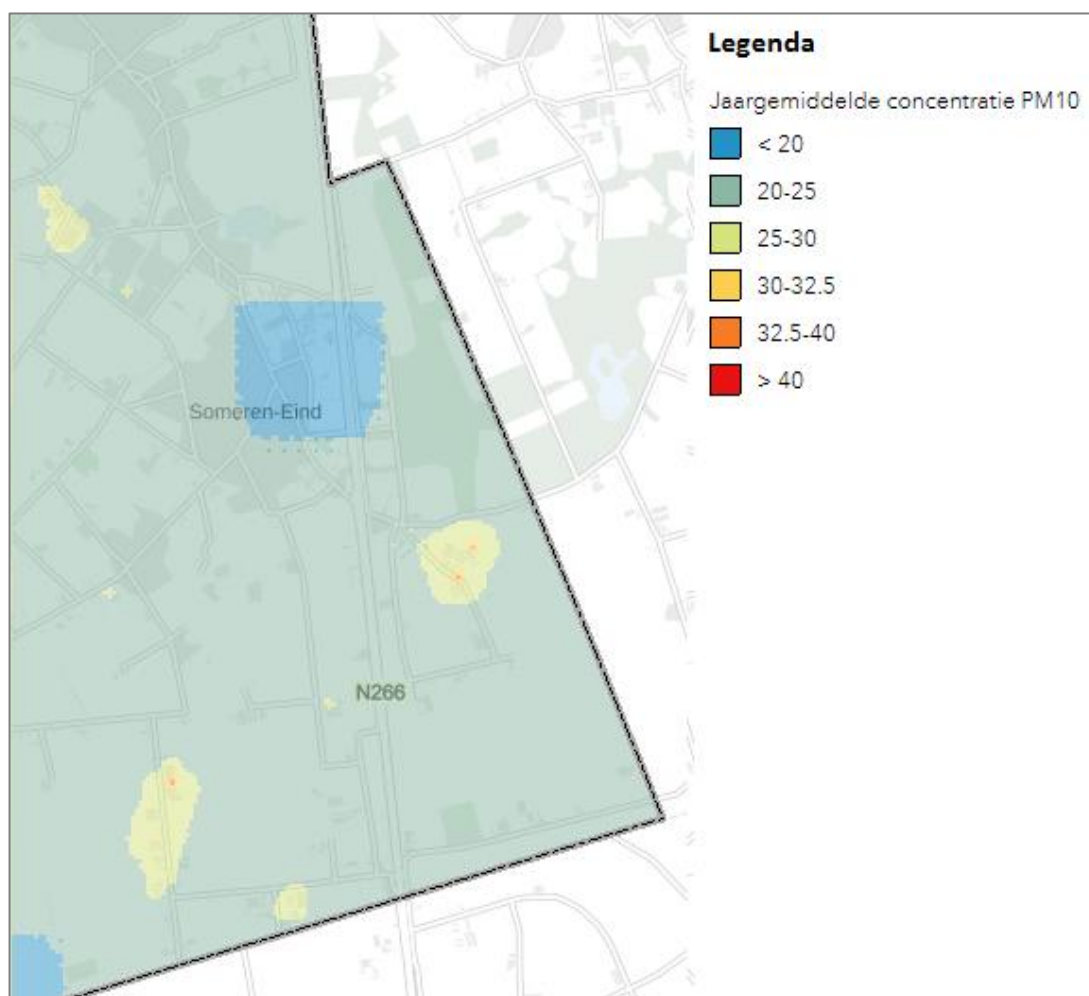 Legenda
Jaargemiddelde concentratie PM10
< 20
20-25
25-30
30-32.5
32.5-40
> 40
Someren-Eind
N266